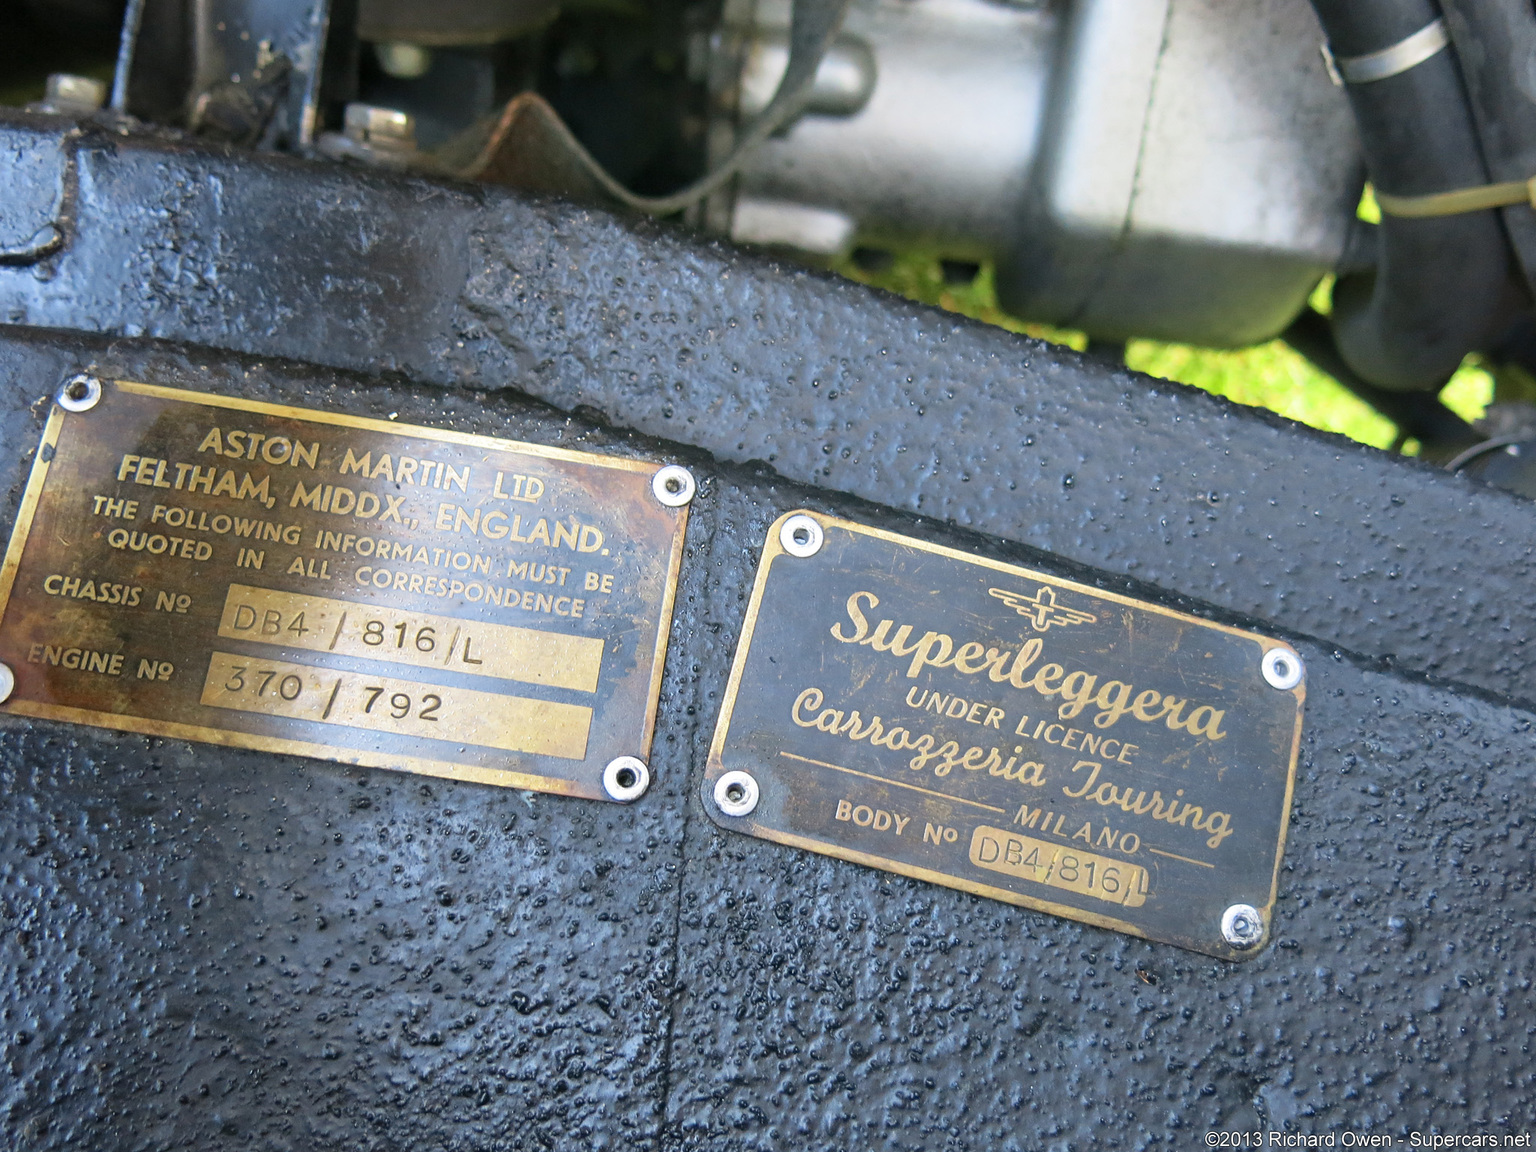 ASTON MARTIN LTD
FELTHAM, MIDDX., ENGLAND.
THE FOLLOWING INFORMATION MUST BE
QUOTED IN ALL CORRESPONDENCE
CHASSIS Nº DB4 / 816 / L
ENGINE Nº 370 / 792
Superleggera
UNDER LICENCE
Carrozzeria Touring
MILANO
BODY Nº DB4/816/L
©2013 Richard Owen - Supercars.net